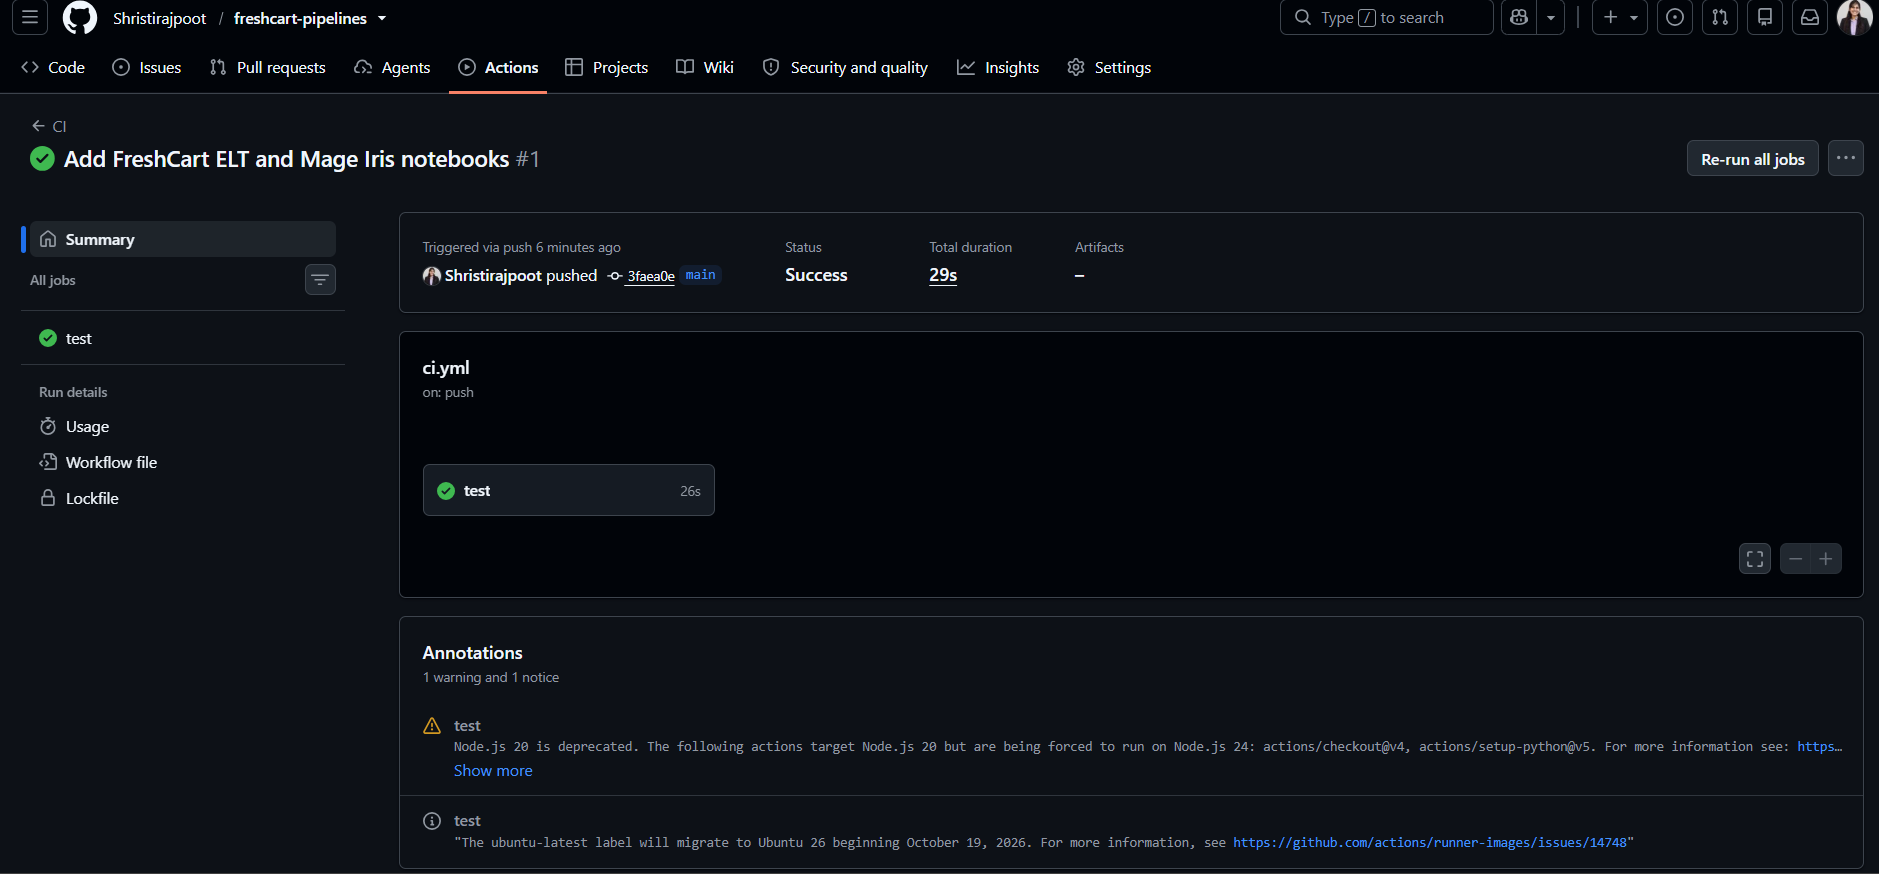 Shristirajpoot / freshcart-pipelines
Type / to search
Code
Issues
Pull requests
Agents
Actions
Projects
Wiki
Security and quality
Insights
Settings
← CI
Add FreshCart ELT and Mage Iris notebooks #1
Re-run all jobs
Summary
All jobs
test
Run details
Usage
Workflow file
Lockfile
Triggered via push 6 minutes ago
Shristirajpoot pushed 3faea0e main
Status
Success
Total duration
29s
Artifacts
–
ci.yml
on: push
test 26s
Annotations
1 warning and 1 notice
test
Node.js 20 is deprecated. The following actions target Node.js 20 but are being forced to run on Node.js 24: actions/checkout@v4, actions/setup-python@v5. For more information see: https…
Show more
test
"The ubuntu-latest label will migrate to Ubuntu 26 beginning October 19, 2026. For more information, see https://github.com/actions/runner-images/issues/14748"